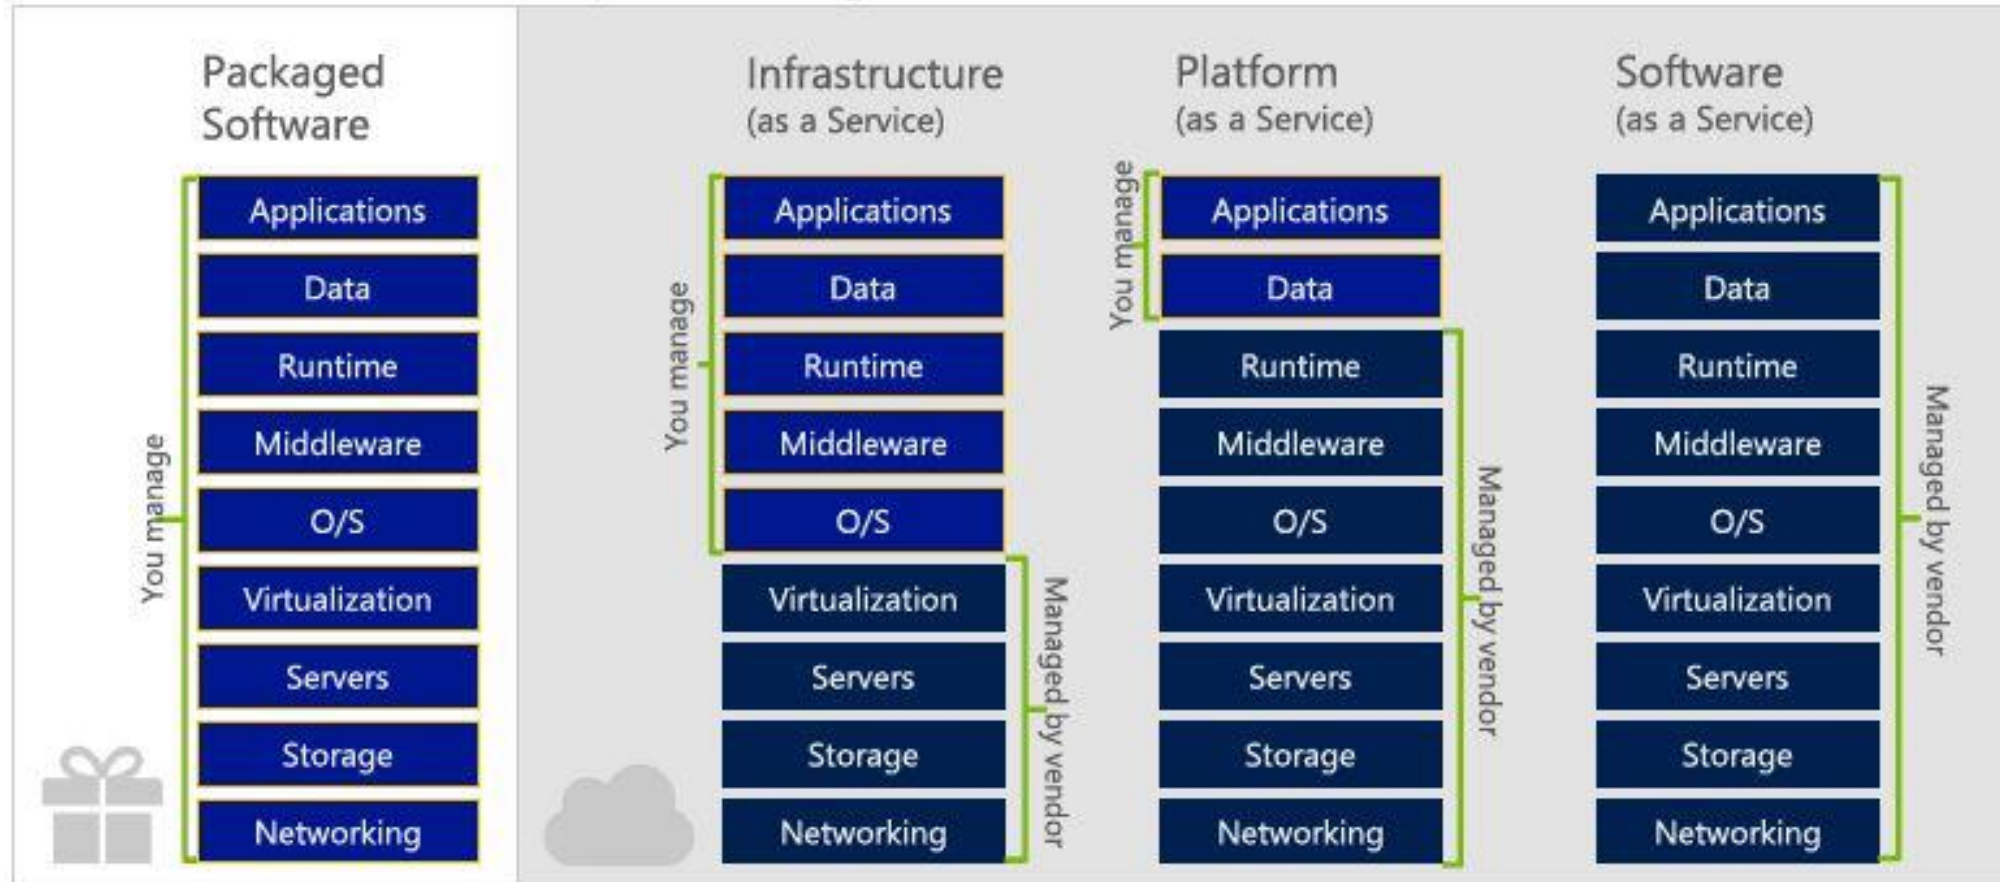 Packaged
Software
You manage
Applications
Data
Runtime
Middleware
O/S
Virtualization
Servers
Storage
Networking
Infrastructure
(as a Service)
You manage
Applications
Data
Runtime
Middleware
O/S
Virtualization
Servers
Storage
Networking
Managed by vendor
Platform
(as a Service)
You manage
Applications
Data
Runtime
Middleware
O/S
Virtualization
Servers
Storage
Networking
Managed by vendor
Software
(as a Service)
Applications
Data
Runtime
Middleware
O/S
Virtualization
Servers
Storage
Networking
Managed by vendor